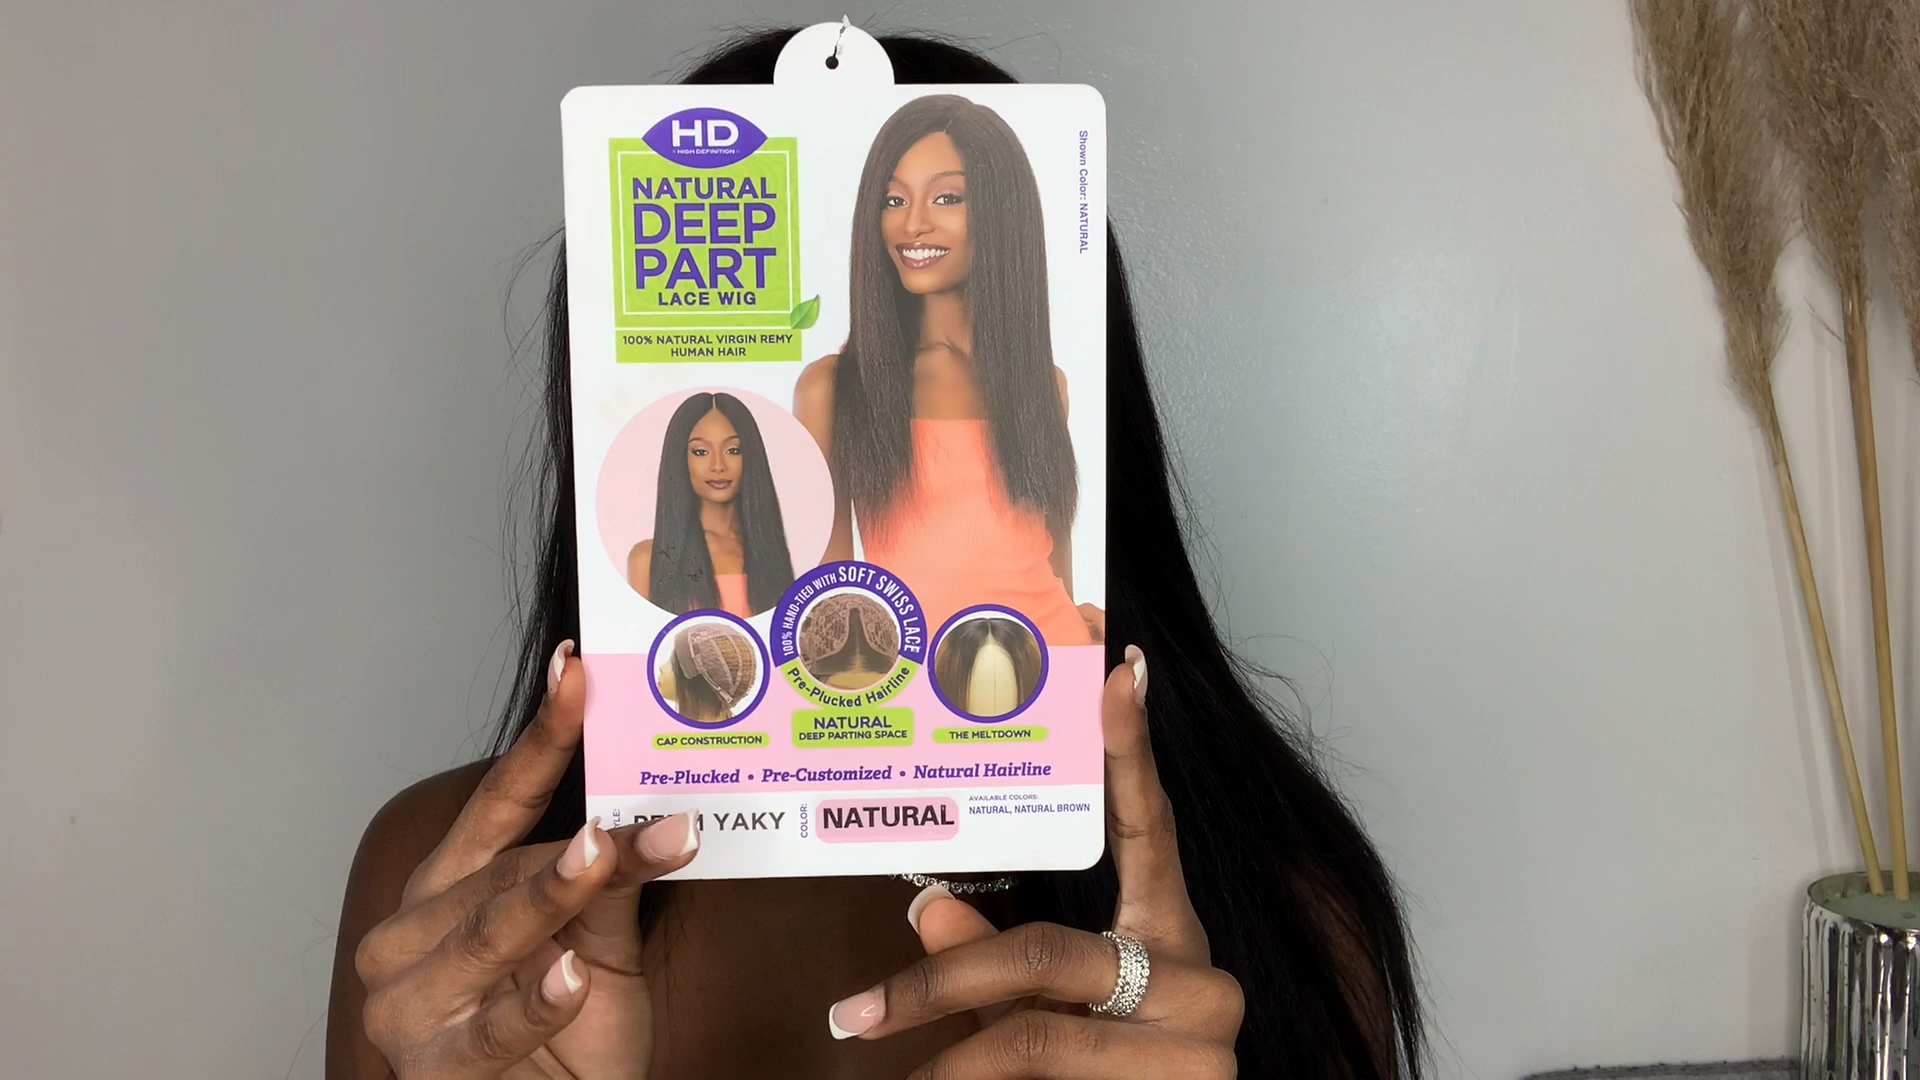 HD
HIGH DEFINITION
NATURAL
DEEP
PART
LACE WIG
100% NATURAL VIRGIN REMY
HUMAN HAIR
Shown Color: NATURAL
100% HAND-TIED WITH SOFT SWISS LACE
Pre-Plucked Hairline
CAP CONSTRUCTION
NATURAL
DEEP PARTING SPACE
THE MELTDOWN
Pre-Plucked • Pre-Customized • Natural Hairline
YAKY
COLOR:
NATURAL
AVAILABLE COLORS:
NATURAL, NATURAL BROWN